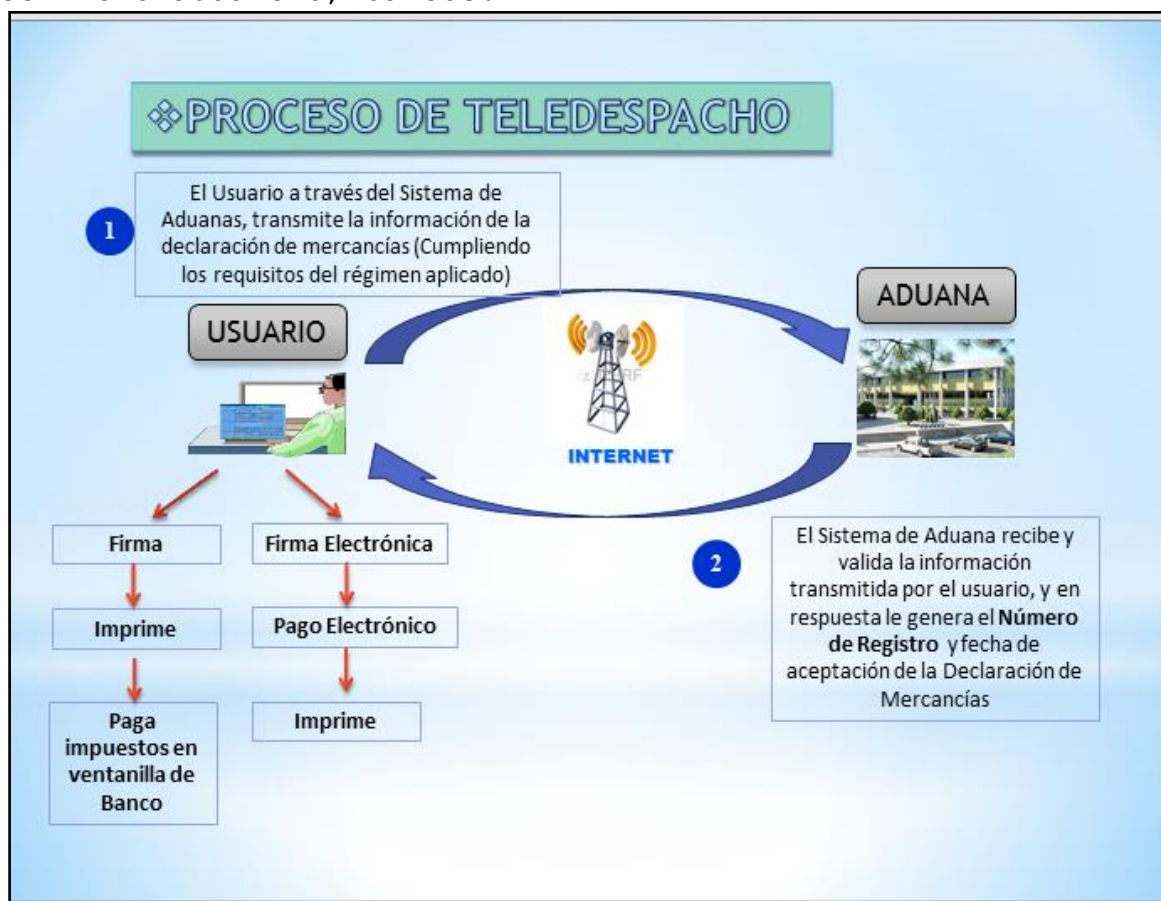 ❖PROCESO DE TELEDESPACHO
1
El Usuario a través del Sistema de
Aduanas, transmite la información de la
declaración de mercancías (Cumpliendo
los requisitos del régimen aplicado)
USUARIO
ADUANA
INTERNET
Firma
Imprime
Paga
impuestos en
ventanilla de
Banco
Firma Electrónica
Pago Electrónico
Imprime
2
El Sistema de Aduana recibe y
valida la información
transmitida por el usuario, y en
respuesta le genera el Número
de Registro y fecha de
aceptación de la Declaración de
Mercancías